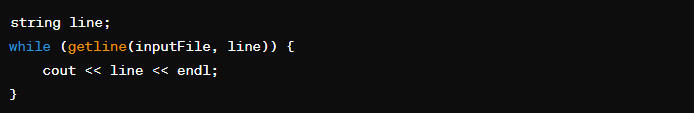 string line;
while (getline(inputFile, line)) {
    cout << line << endl;
}